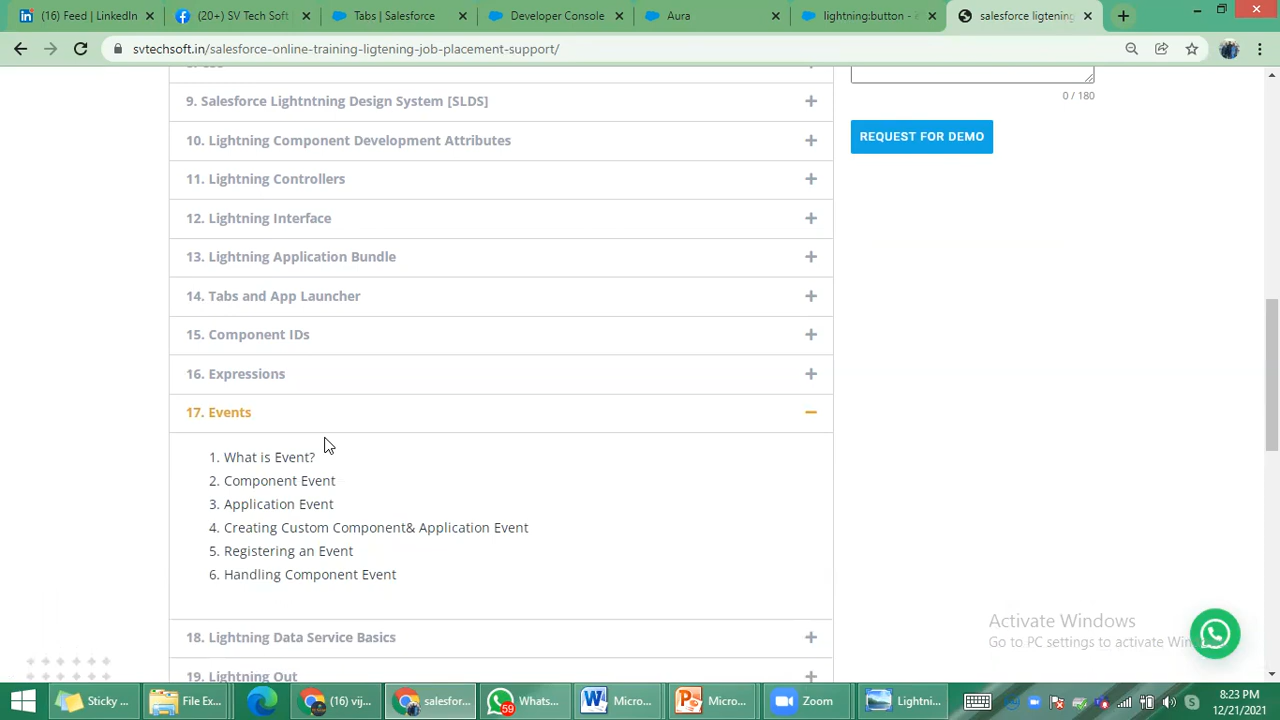 (16) Feed | LinkedIn
(20+) SV Tech Soft
Tabs | Salesforce
Developer Console
Aura
lightning:button -
salesforce ligtening
svtechsoft.in/salesforce-online-training-ligtening-job-placement-support/
9. Salesforce Lightntning Design System [SLDS]
0 / 180
REQUEST FOR DEMO
10. Lightning Component Development Attributes
11. Lightning Controllers
12. Lightning Interface
13. Lightning Application Bundle
14. Tabs and App Launcher
15. Component IDs
16. Expressions
17. Events
1. What is Event?
2. Component Event
3. Application Event
4. Creating Custom Component& Application Event
5. Registering an Event
6. Handling Component Event
18. Lightning Data Service Basics
19. Lightning Out
Activate Windows
Go to PC settings to activate
Sticky ...
File Ex...
(16) vij...
salesfor...
59
Whats...
Micro...
Micro...
Zoom
Lightni...
8:23 PM
12/21/2021